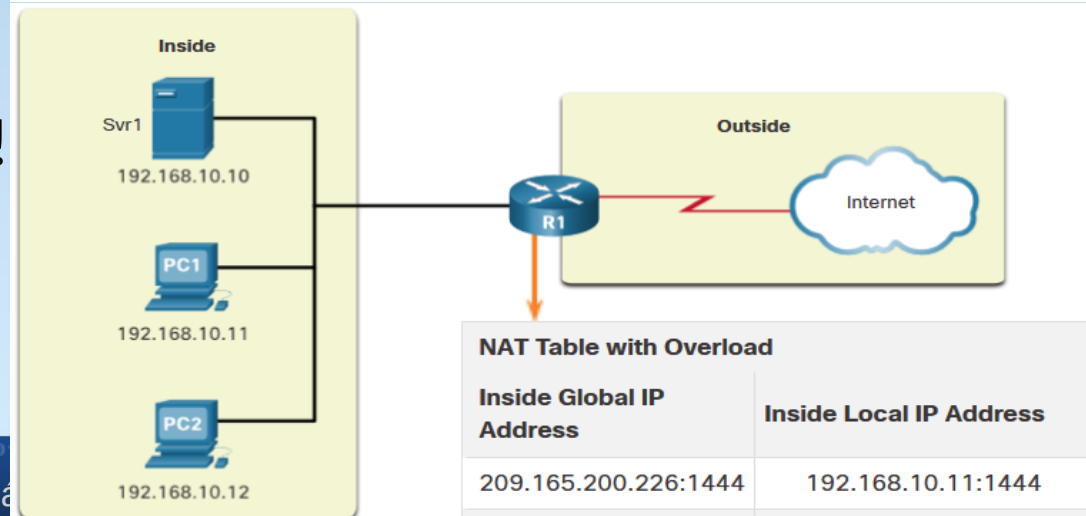 Inside
Svr1
192.168.10.10
PC1
192.168.10.11
PC2
192.168.10.12
R1
Outside
Internet
NAT Table with Overload
Inside Global IP
Address
Inside Local IP Address
209.165.200.226:1444
192.168.10.11:1444